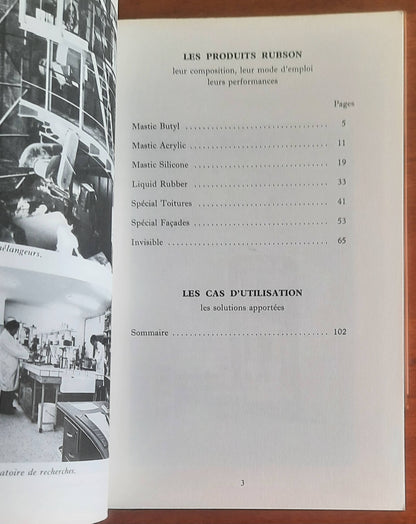 élangeurs.
atoire de recherches.
LES PRODUITS RUBSON
leur composition, leur mode d'emploi
leurs performances
Pages
Mastic Butyl ................................ 5
Mastic Acrylic ............................... 11
Mastic Silicone .............................. 19
Liquid Rubber ............................... 33
Spécial Toitures ............................. 41
Spécial Façades .............................. 53
Invisible ..................................... 65
LES CAS D'UTILISATION
les solutions apportées
Sommaire ................................... 102
3